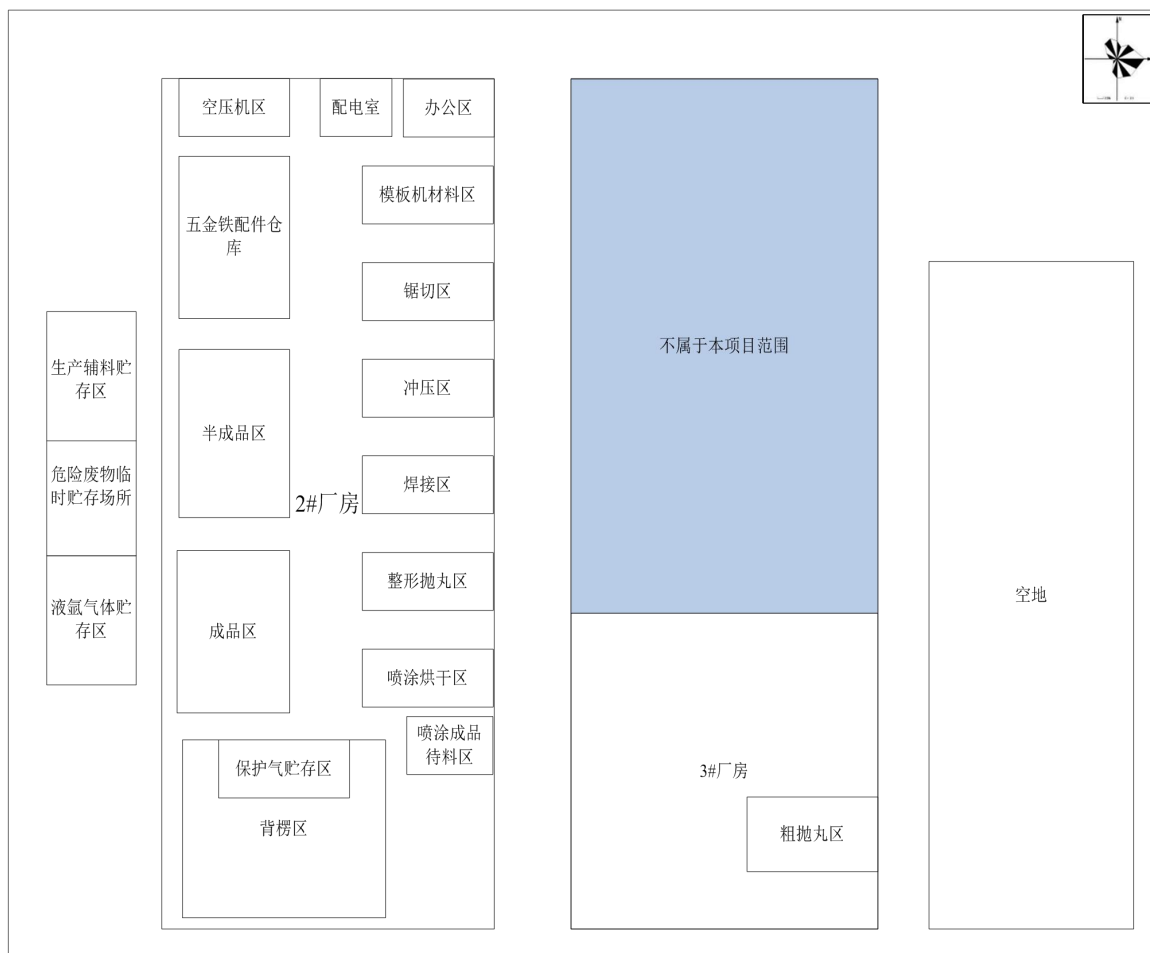 空压机区
配电室
办公区
模板机材料区
五金铁配件仓
库
锯切区
不属于本项目范围
生产辅料贮
存区
冲压区
半成品区
危险废物临
时贮存场所
焊接区
2#厂房
整形抛丸区
液氩气体贮
存区
成品区
空地
喷涂烘干区
喷涂成品
待料区
保护气贮存区
3#厂房
背楞区
粗抛丸区